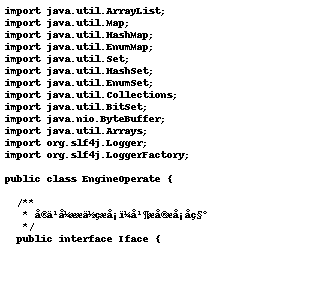 import java.util.ArrayList;
import java.util.Map;
import java.util.HashMap;
import java.util.EnumMap;
import java.util.Set;
import java.util.HashSet;
import java.util.EnumSet;
import java.util.Collections;
import java.util.BitSet;
import java.nio.ByteBuffer;
import java.util.Arrays;
import org.slf4j.Logger;
import org.slf4j.LoggerFactory;
public class EngineOperate {
/**
*
*/
public interface Iface {